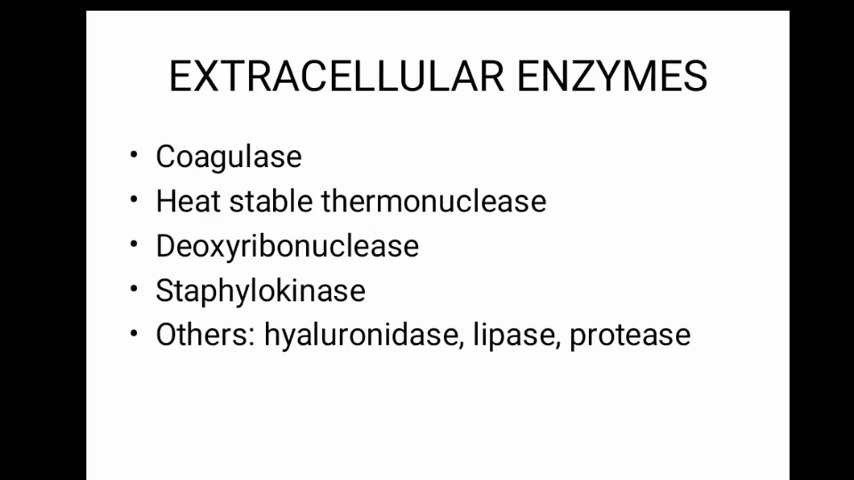 EXTRACELLULAR ENZYMES
• Coagulase
• Heat stable thermonuclease
• Deoxyribonuclease
• Staphylokinase
• Others: hyaluronidase, lipase, protease